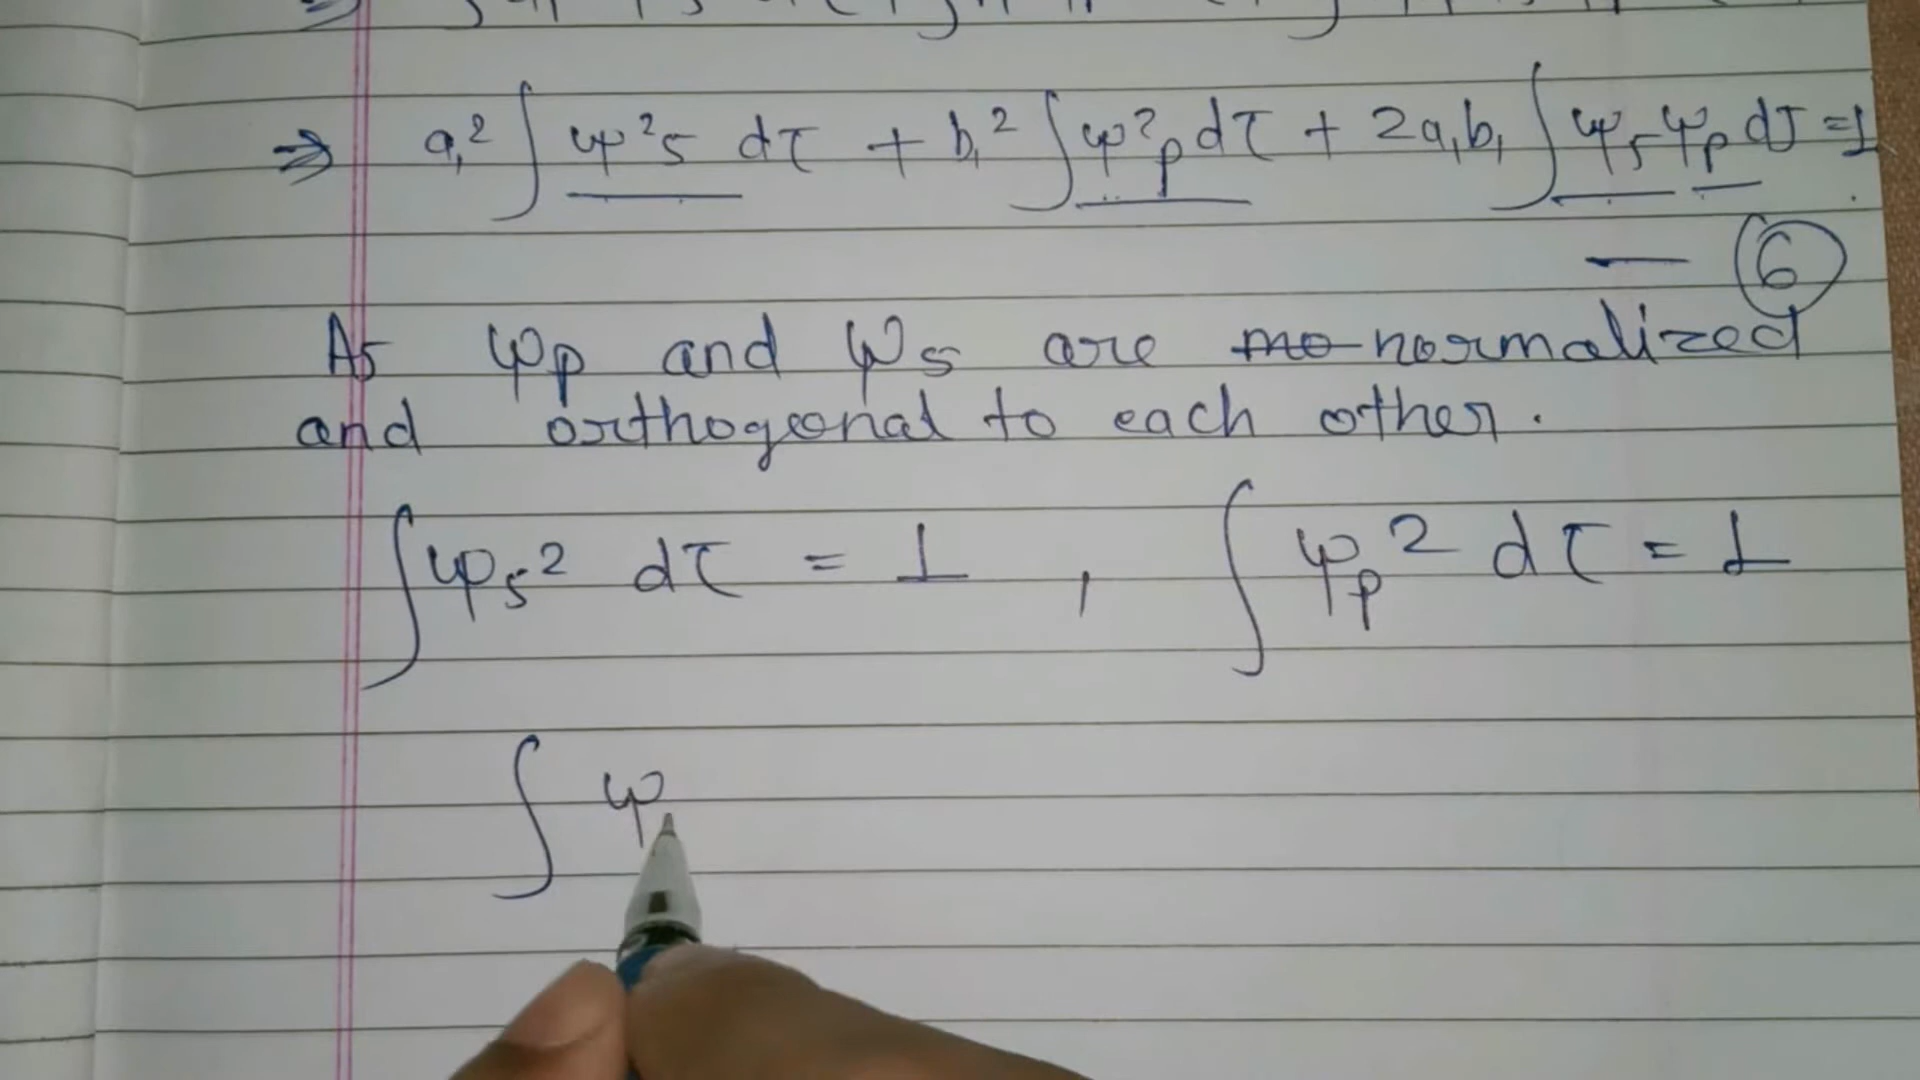 ⇒ a₁² ∫ ψ²s dτ + b₁² ∫ ψ²p dτ + 2a₁b₁ ∫ ψs ψp dτ = 1
— ⑥
As ψp and ψs are normalized
and orthogonal to each other.
∫ ψs² dτ = 1 , ∫ ψp² dτ = 1
∫ ψ